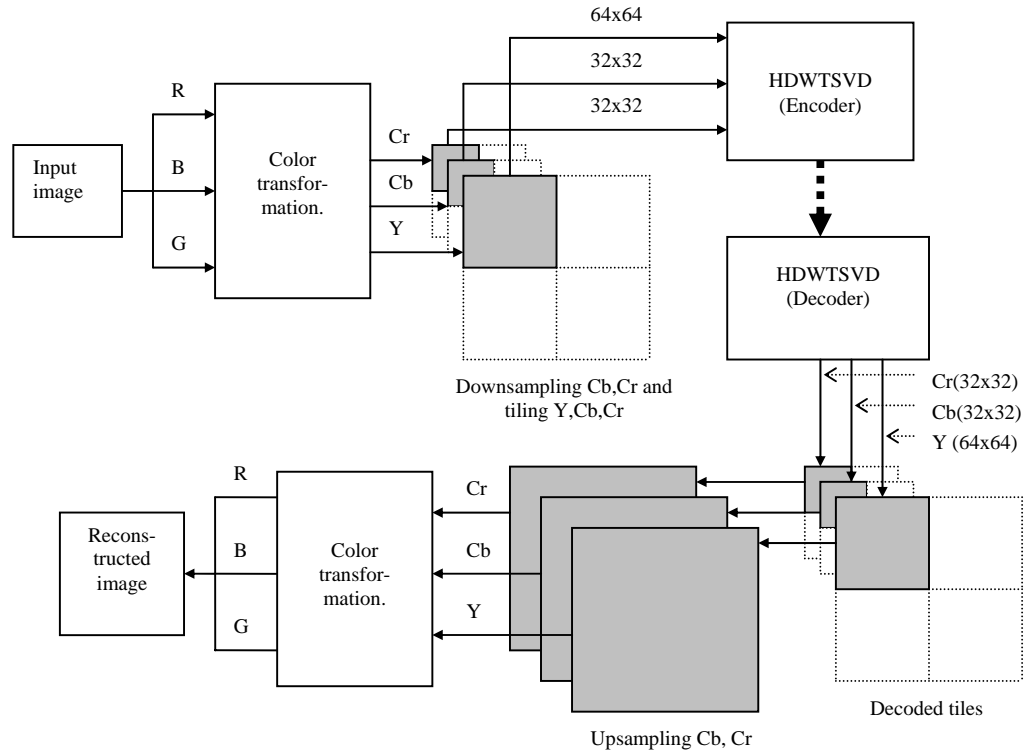 64x64
32x32
32x32
HDWTSVD
(Encoder)
R
B
G
Input
image
Color
transfor-
mation.
Cr
Cb
Y
HDWTSVD
(Decoder)
Downsampling Cb,Cr and
tiling Y,Cb,Cr
Cr(32x32)
Cb(32x32)
Y (64x64)
R
B
G
Recons-
tructed
image
Color
transfor-
mation.
Cr
Cb
Y
Decoded tiles
Upsampling Cb, Cr